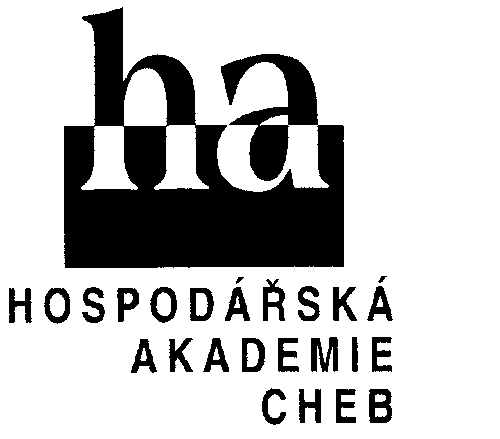 ha
HOSPODÁŘSKÁ
AKADEMIE
CHEB